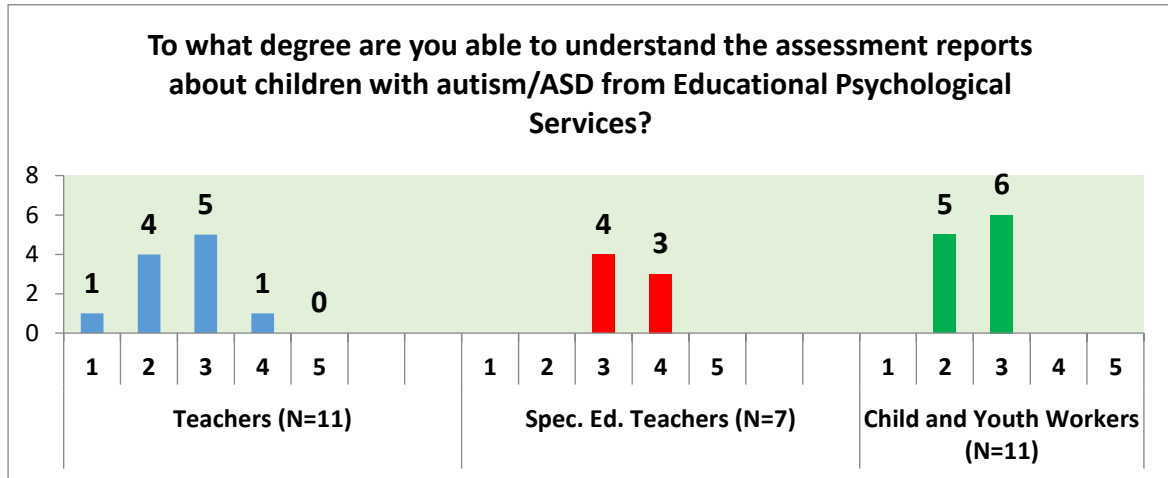 To what degree are you able to understand the assessment reports
about children with autism/ASD from Educational Psychological
Services?
8
6
4
2
0
1
4
5
1
0
4
3
5
6
1 2 3 4 5 1 2 3 4 5 1 2 3 4 5
Teachers (N=11) Spec. Ed. Teachers (N=7) Child and Youth Workers
(N=11)